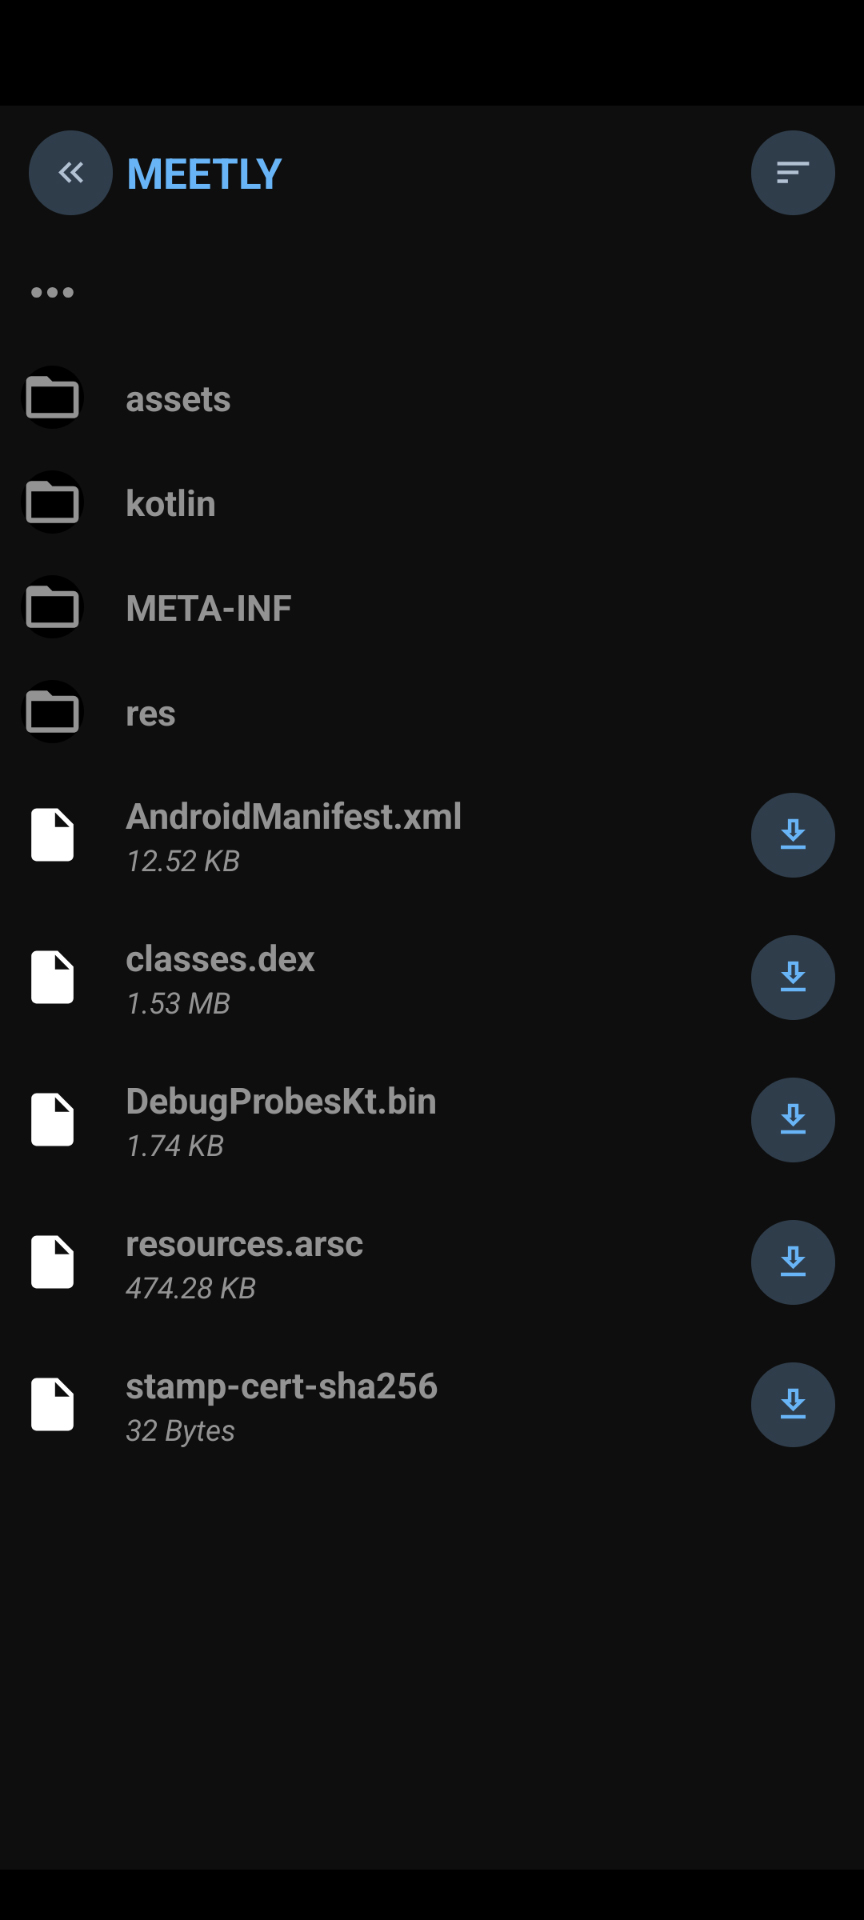 MEETLY
assets
kotlin
META-INF
res
AndroidManifest.xml
12.52 KB
classes.dex
1.53 MB
DebugProbesKt.bin
1.74 KB
resources.arsc
474.28 KB
stamp-cert-sha256
32 Bytes